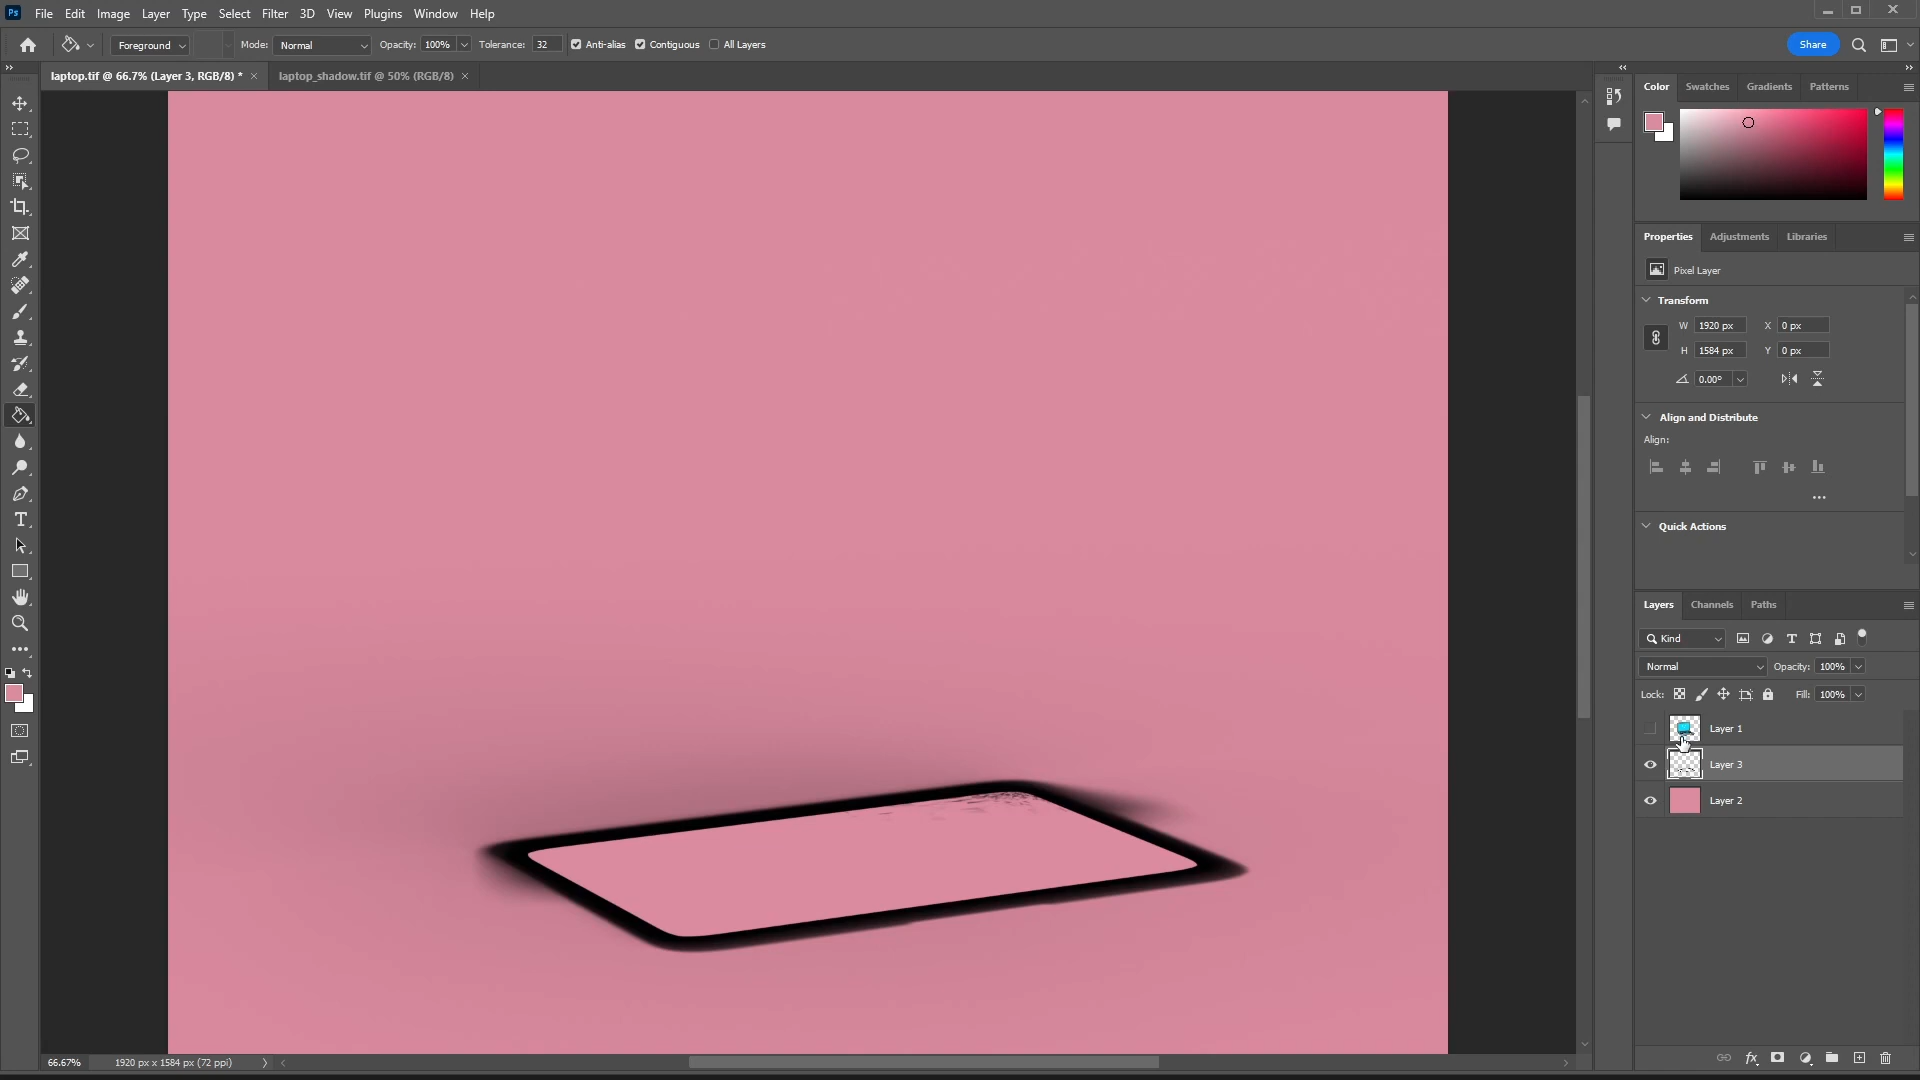 Ps File Edit Image Layer Type Select Filter 3D View Plugins Window Help
Foreground Mode: Normal Opacity: 100% Tolerance: 32 Anti-alias Contiguous All Layers Share
laptop.tif @ 66.7% (Layer 3, RGB/8) * laptop_shadow.tif @ 50% (RGB/8)
Color Swatches Gradients Patterns
Properties Adjustments Libraries
Pixel Layer
Transform
W 1920 px X 0 px
H 1584 px Y 0 px
0.00°
Align and Distribute
Align:
Quick Actions
Layers Channels Paths
Kind
Normal Opacity: 100%
Lock: Fill: 100%
Layer 1
Layer 3
Layer 2
66.67% 1920 px x 1584 px (72 ppi)